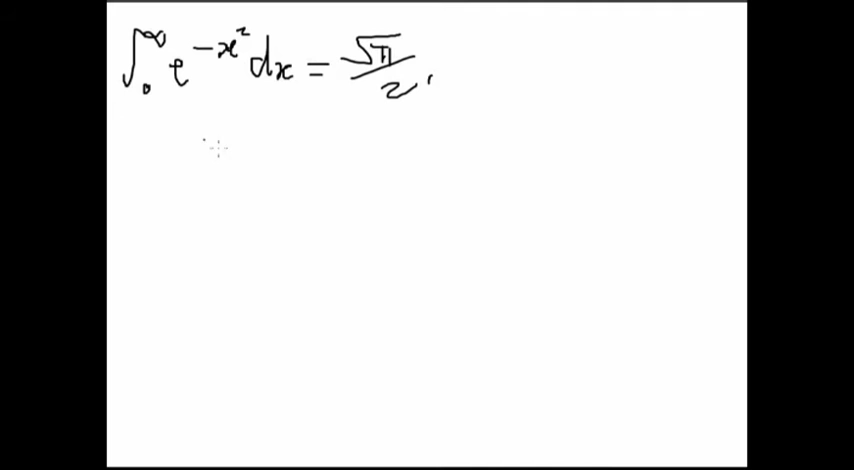 ∫₀^∞ e^{-x²} dx = √π/2,